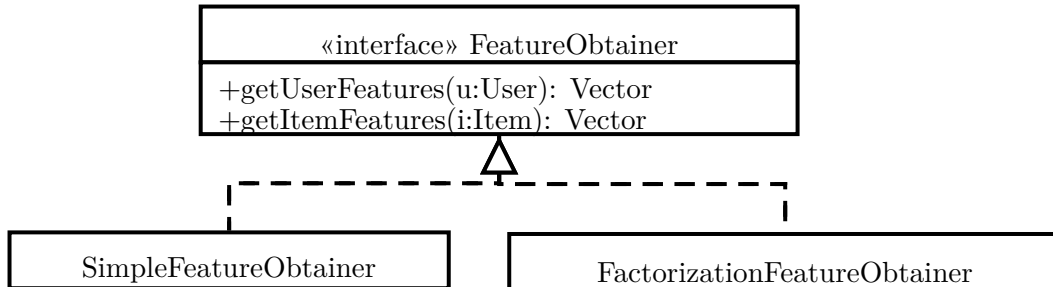 «interface» FeatureObtainer
+getUserFeatures(u:User): Vector
+getItemFeatures(i:Item): Vector
SimpleFeatureObtainer
FactorizationFeatureObtainer